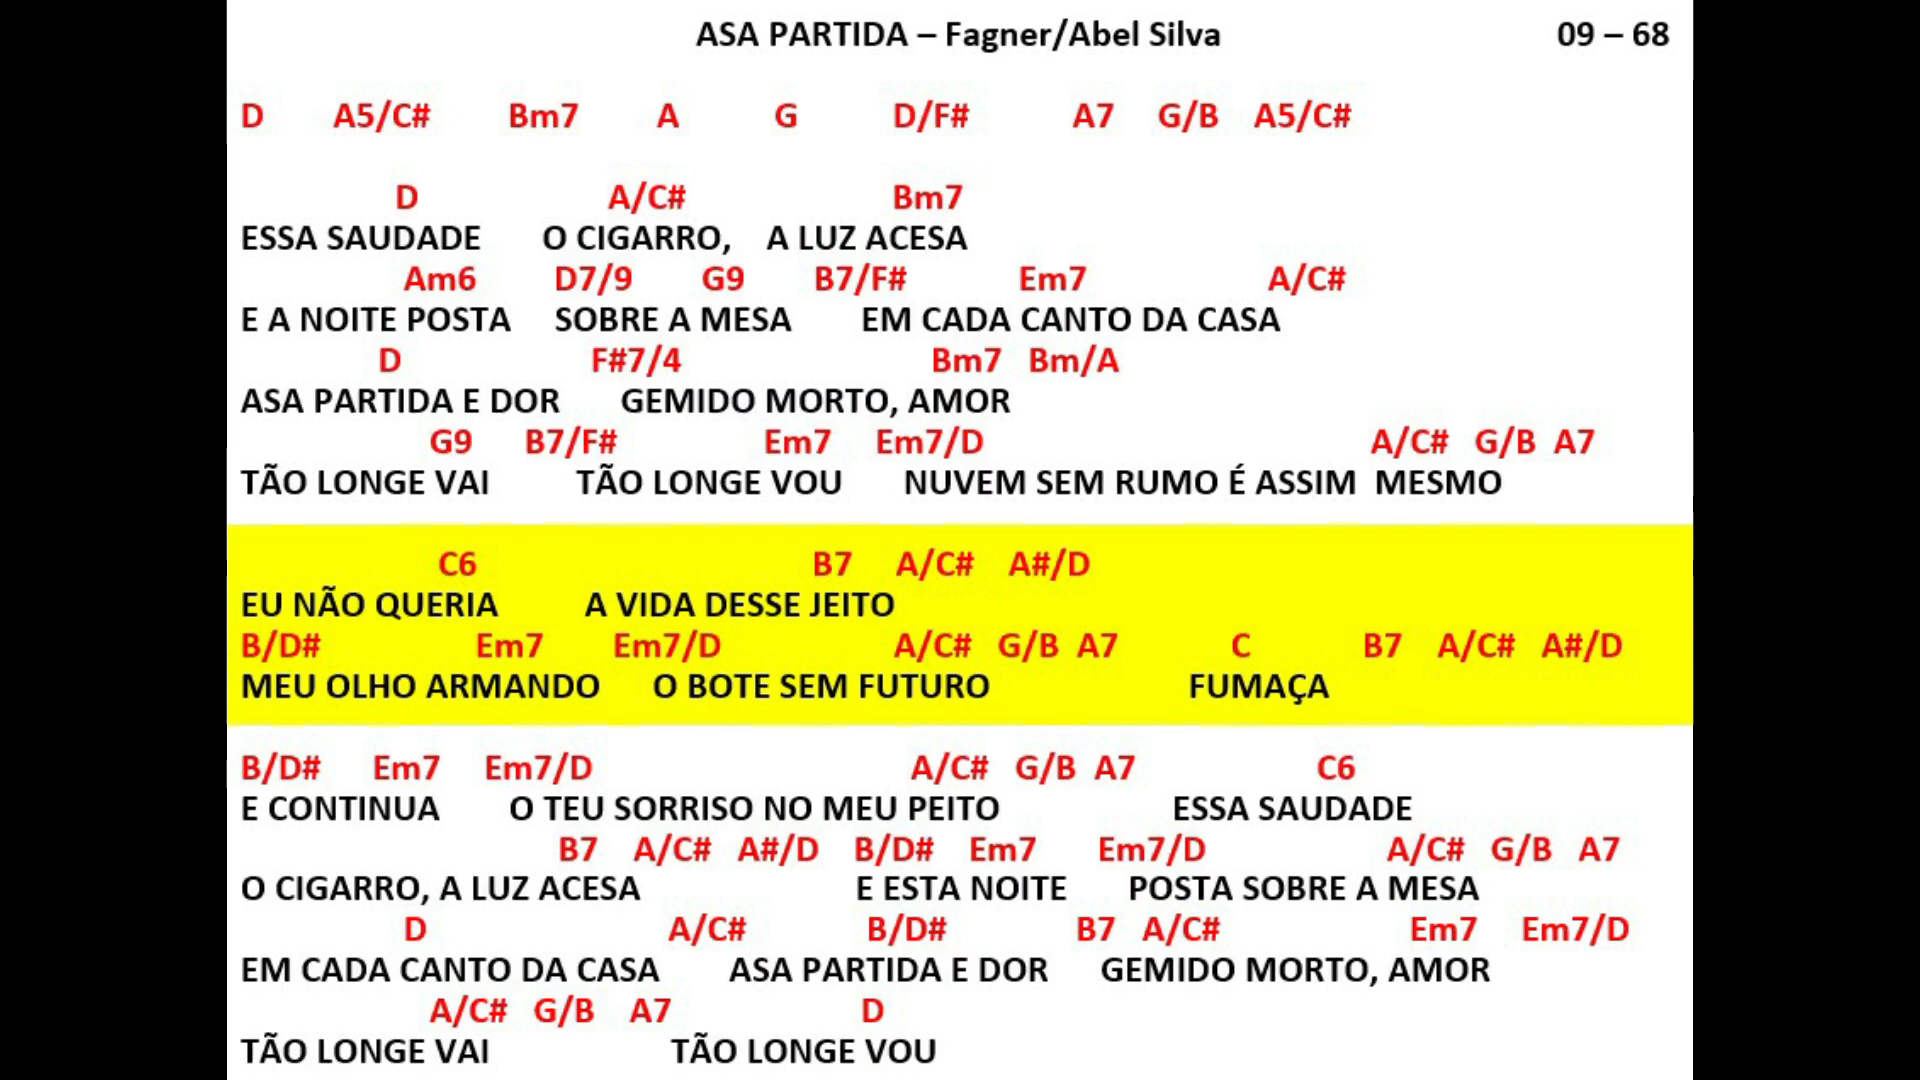 ASA PARTIDA – Fagner/Abel Silva 09 – 68
D A5/C# Bm7 A G D/F# A7 G/B A5/C#
D A/C# Bm7
ESSA SAUDADE O CIGARRO, A LUZ ACESA
Am6 D7/9 G9 B7/F# Em7 A/C#
E A NOITE POSTA SOBRE A MESA EM CADA CANTO DA CASA
D F#7/4 Bm7 Bm/A
ASA PARTIDA E DOR GEMIDO MORTO, AMOR
G9 B7/F# Em7 Em7/D A/C# G/B A7
TÃO LONGE VAI TÃO LONGE VOU NUVEM SEM RUMO É ASSIM MESMO
C6 B7 A/C# A#/D
EU NÃO QUERIA A VIDA DESSE JEITO
B/D# Em7 Em7/D A/C# G/B A7 C B7 A/C# A#/D
MEU OLHO ARMANDO O BOTE SEM FUTURO FUMAÇA
B/D# Em7 Em7/D A/C# G/B A7 C6
E CONTINUA O TEU SORRISO NO MEU PEITO ESSA SAUDADE
B7 A/C# A#/D B/D# Em7 Em7/D A/C# G/B A7
O CIGARRO, A LUZ ACESA E ESTA NOITE POSTA SOBRE A MESA
D A/C# B/D# B7 A/C# Em7 Em7/D
EM CADA CANTO DA CASA ASA PARTIDA E DOR GEMIDO MORTO, AMOR
A/C# G/B A7 D
TÃO LONGE VAI TÃO LONGE VOU